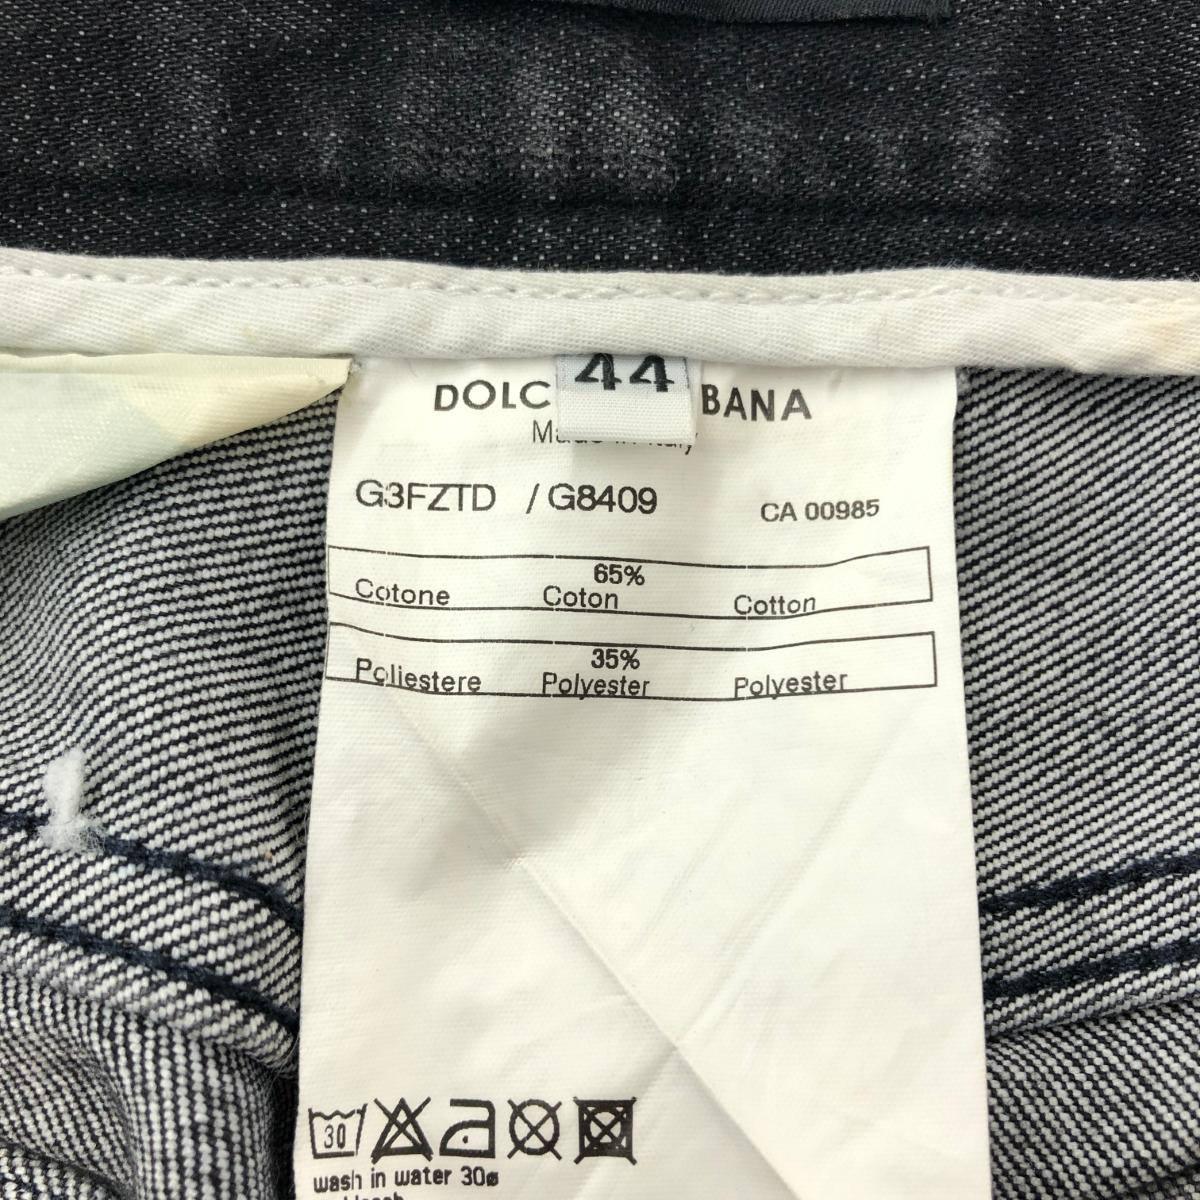 44
DOLC BANA
G3FZTD / G8409 CA 00985
65%
Cotone Coton Cotton
35%
Poliestere Polyester Polyester
30
wash in water 30ø